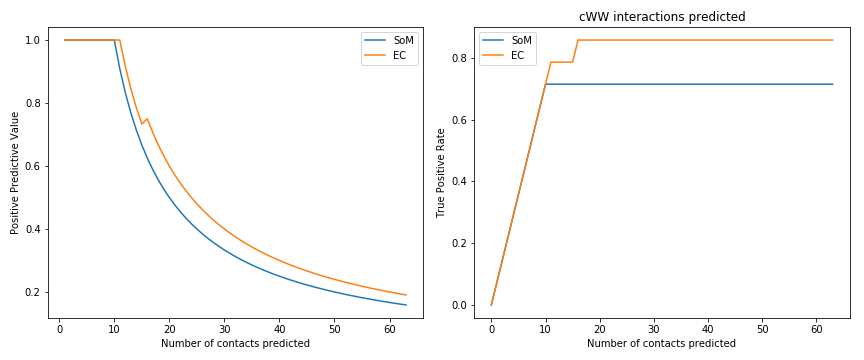 cWW interactions predicted
1.0
0.8
0.6
0.4
0.2
Positive Predictive Value
0
10
20
30
40
50
60
Number of contacts predicted
SoM
EC
0.8
0.6
0.4
0.2
0.0
True Positive Rate
0
10
20
30
40
50
60
Number of contacts predicted
SoM
EC